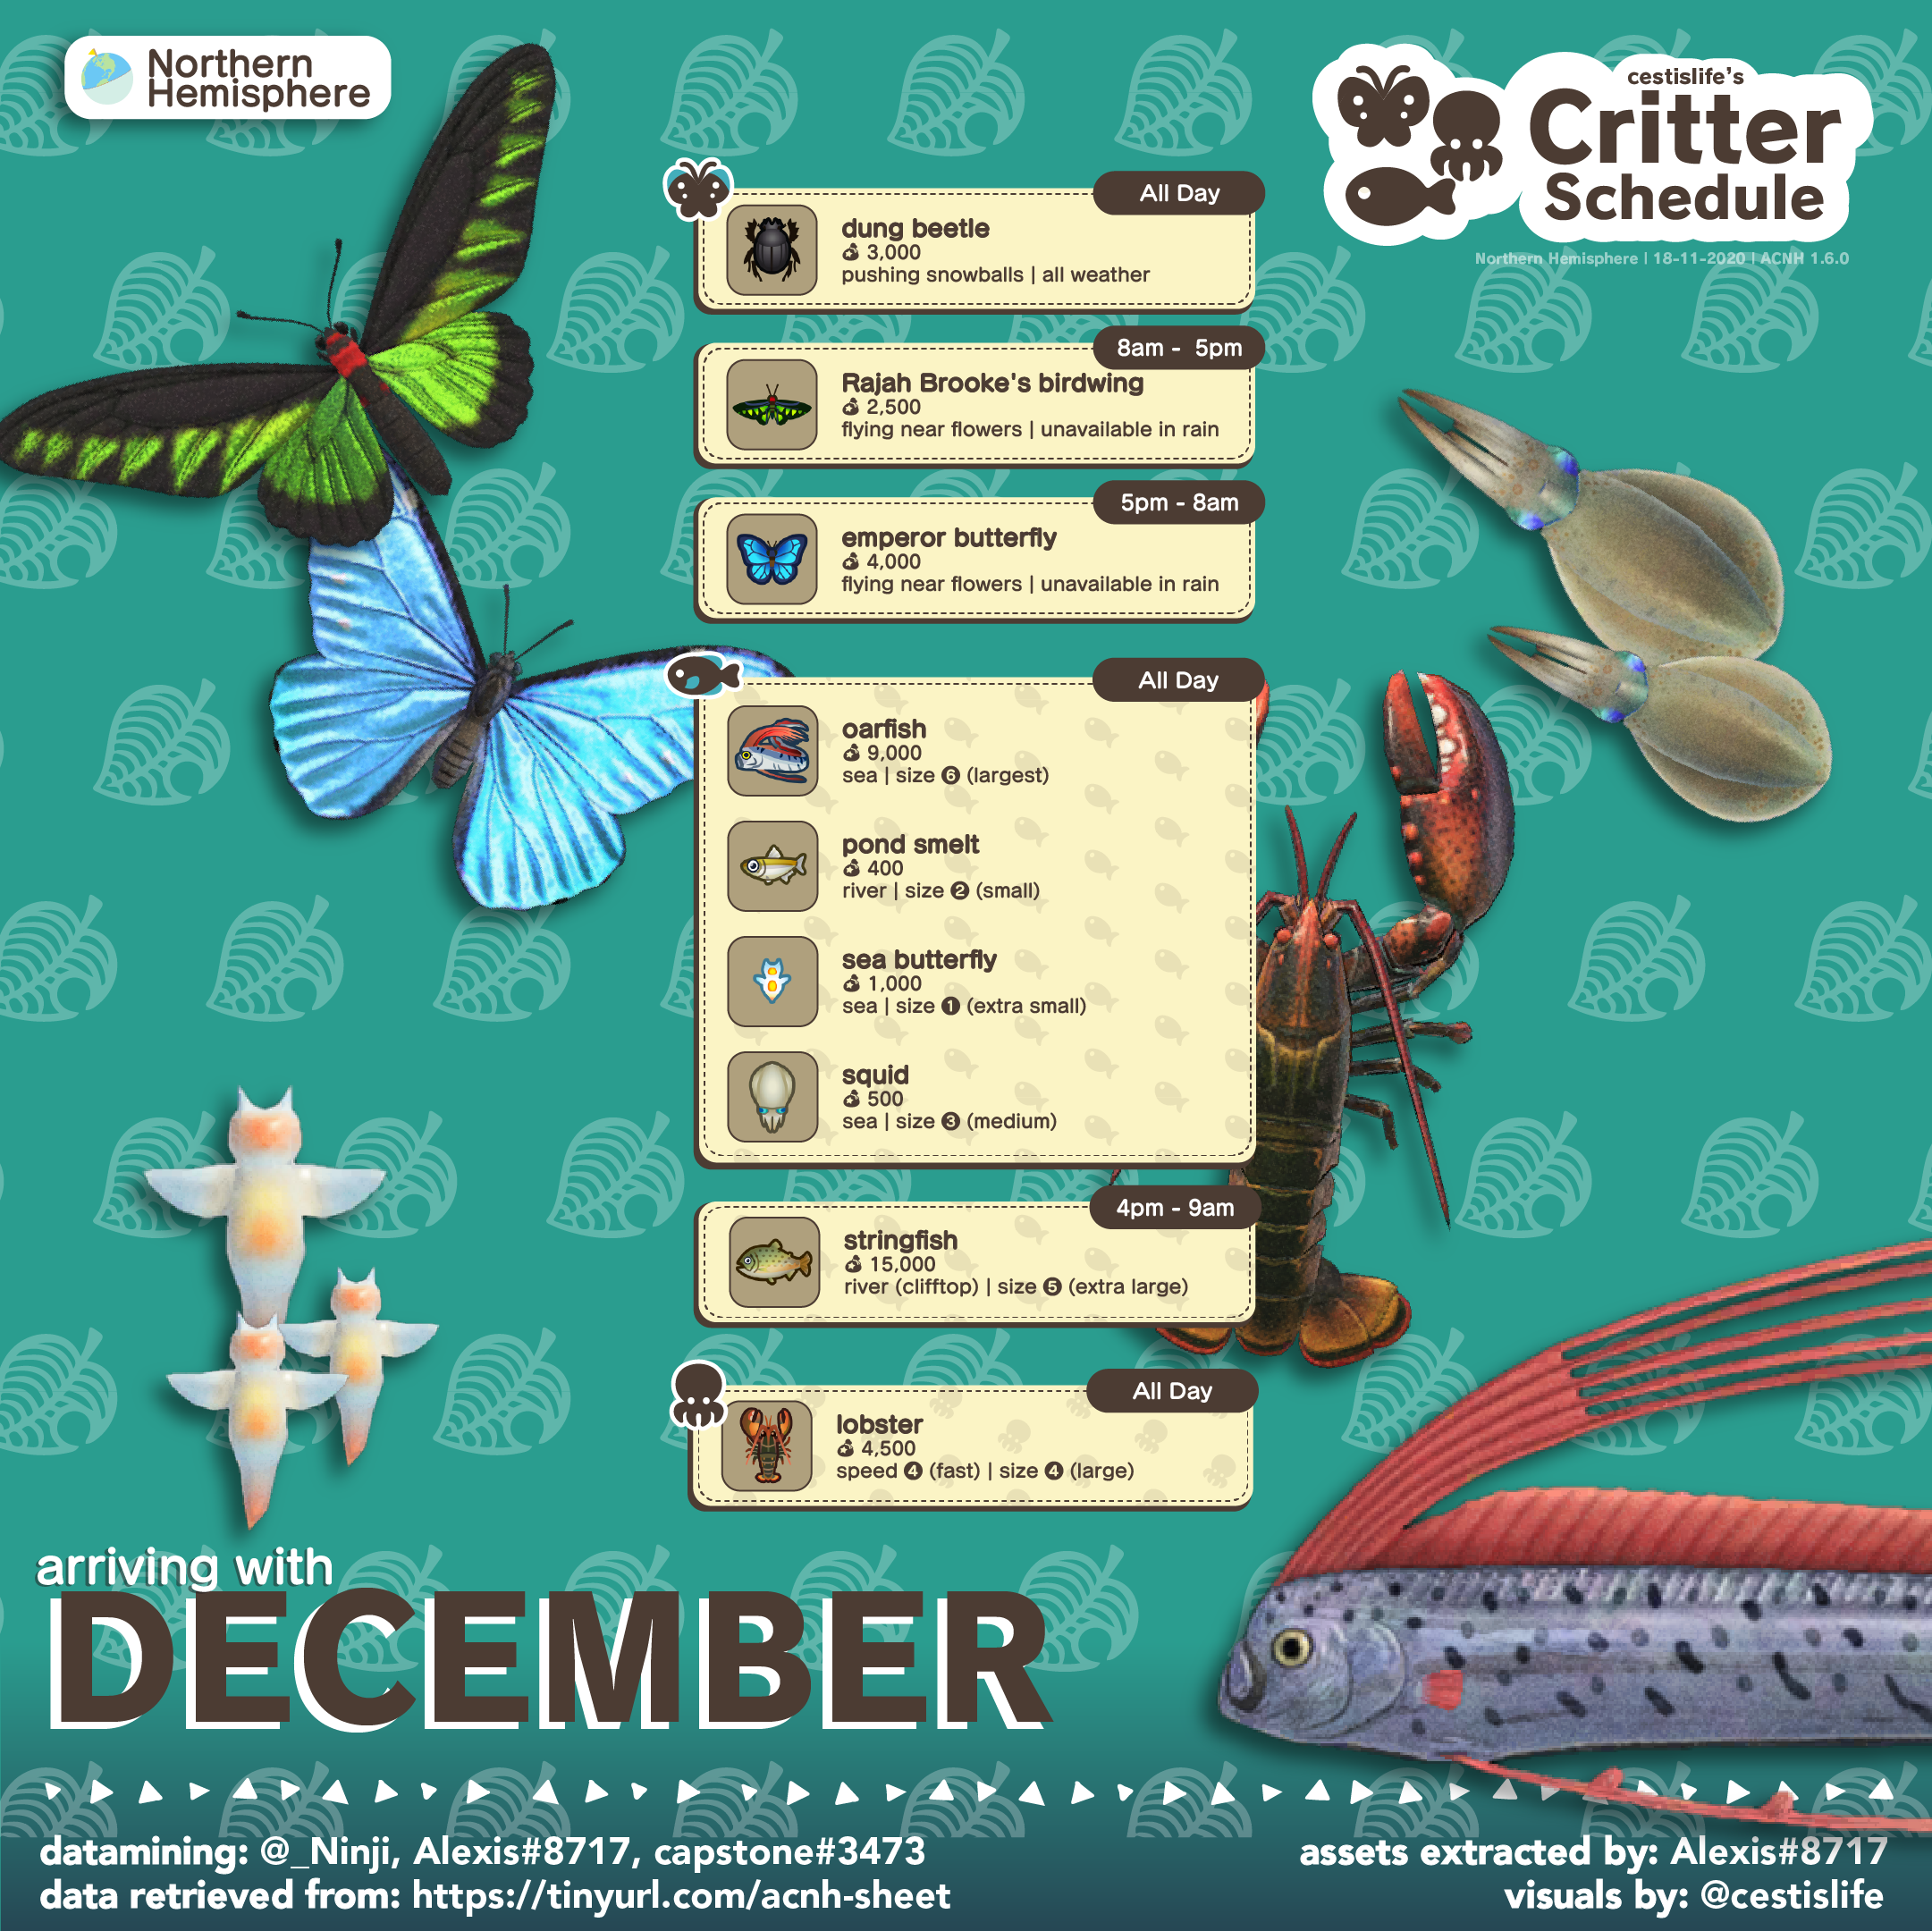 Northern
Hemisphere
cestislife's
Critter
Schedule
Northern Hemisphere | 18-11-2020 | ACNH 1.6.0
All Day
dung beetle
3,000
pushing snowballs | all weather
8am - 5pm
Rajah Brooke's birdwing
2,500
flying near flowers | unavailable in rain
5pm - 8am
emperor butterfly
4,000
flying near flowers | unavailable in rain
All Day
oarfish
9,000
sea | size 6 (largest)
pond smelt
400
river | size 2 (small)
sea butterfly
1,000
sea | size 1 (extra small)
squid
500
sea | size 3 (medium)
4pm - 9am
stringfish
15,000
river (clifftop) | size 5 (extra large)
All Day
lobster
4,500
speed 4 (fast) | size 4 (large)
arriving with
DECEMBER
datamining: @_Ninji, Alexis#8717, capstone#3473
data retrieved from: https://tinyurl.com/acnh-sheet
assets extracted by: Alexis#8717
visuals by: @cestislife